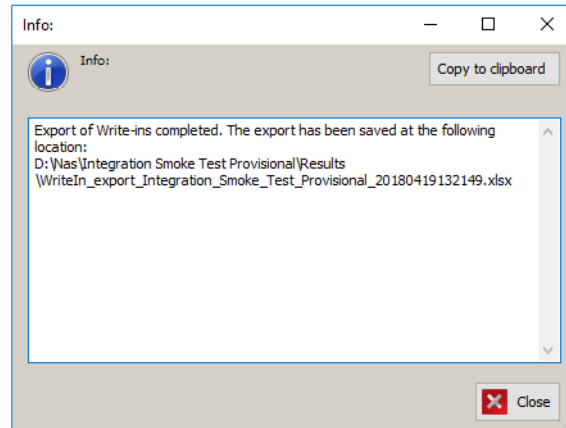 Info:
Info:
Copy to clipboard
Export of Write-ins completed. The export has been saved at the following
location:
D:\Nas\Integration Smoke Test Provisional\Results
\WriteIn_export_Integration_Smoke_Test_Provisional_20180419132149.xlsx
Close